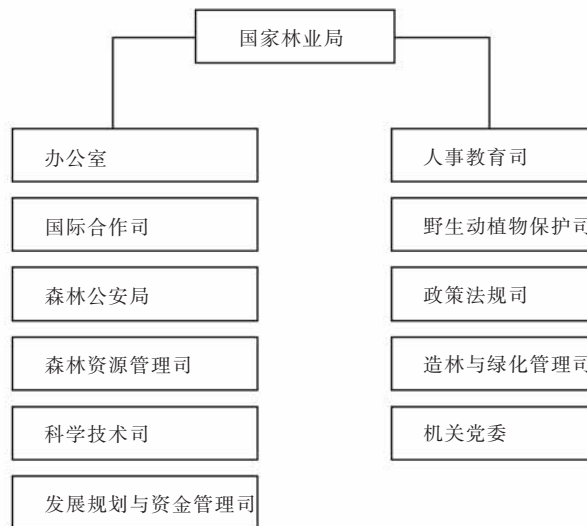 国家林业局
办公室
国际合作司
森林公安局
森林资源管理司
科学技术司
发展规划与资金管理司
人事教育司
野生动植物保护司
政策法规司
造林与绿化管理司
机关党委